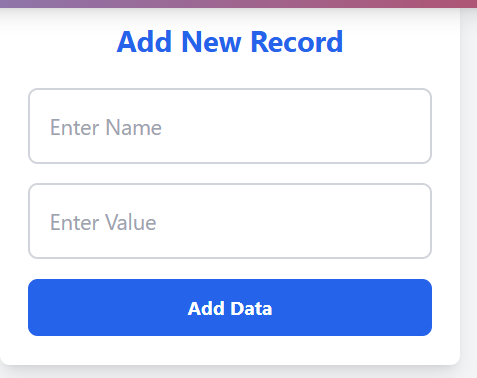 Add New Record
Enter Name
Enter Value
Add Data